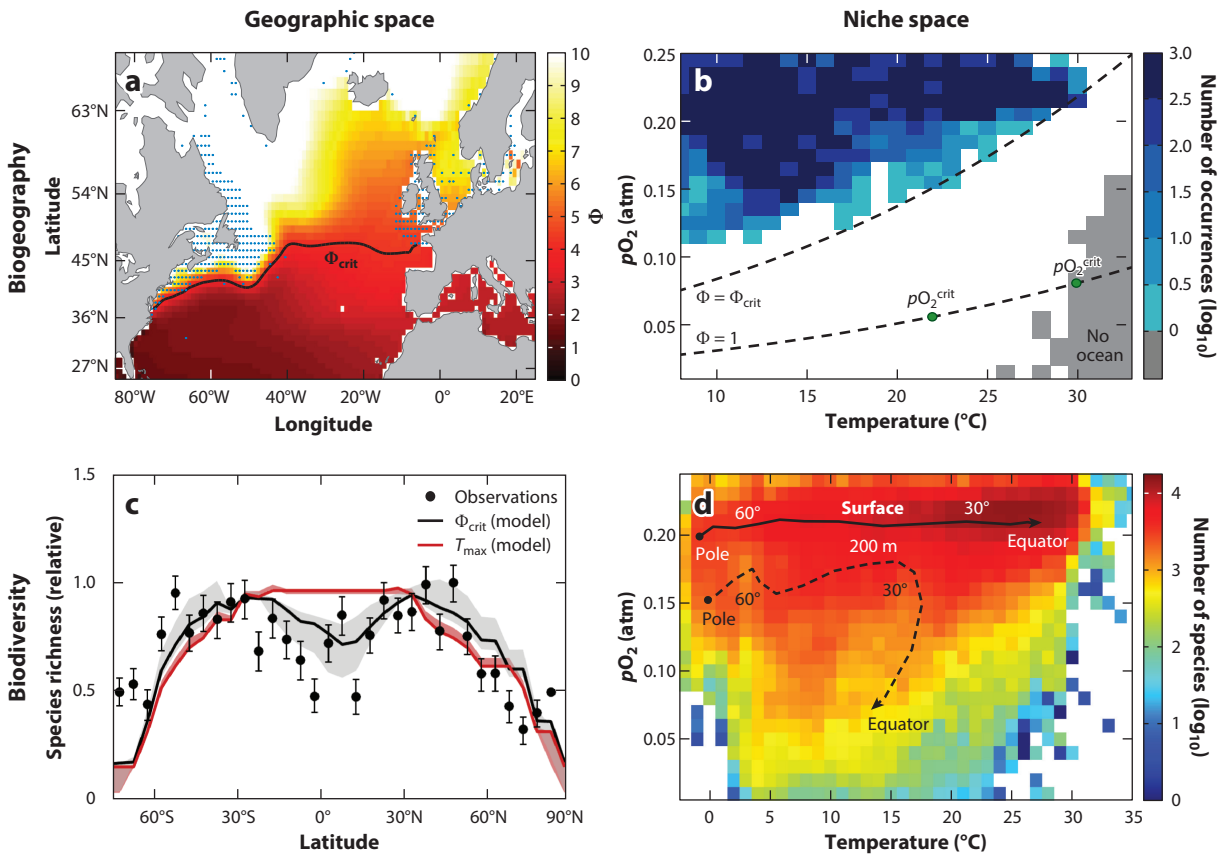 Geographic space
Niche space
Biogeography
Biodiversity
a
Latitude
63°N
54°N
45°N
36°N
27°N
80°W
60°W
40°W
20°W
0°
20°E
Longitude
Φcrit
10
9
8
7
6
5
4
3
2
1
0
Φ
b
pO2 (atm)
0.25
0.20
0.15
0.10
0.05
10
15
20
25
30
Temperature (°C)
Φ = Φcrit
Φ = 1
pO2crit
pO2crit
No
ocean
3.0
2.5
2.0
1.5
1.0
0.5
0
Number of occurrences (log10)
c
Species richness (relative)
1.5
1.0
0.5
0
60°S
30°S
0°
30°N
60°N
90°N
Latitude
Observations
Φcrit (model)
Tmax (model)
d
pO2 (atm)
0.20
0.15
0.10
0.05
0
5
10
15
20
25
30
35
Temperature (°C)
60°
Surface
30°
Pole
Equator
200 m
60°
30°
Pole
Equator
4
3
2
1
0
Number of species (log10)